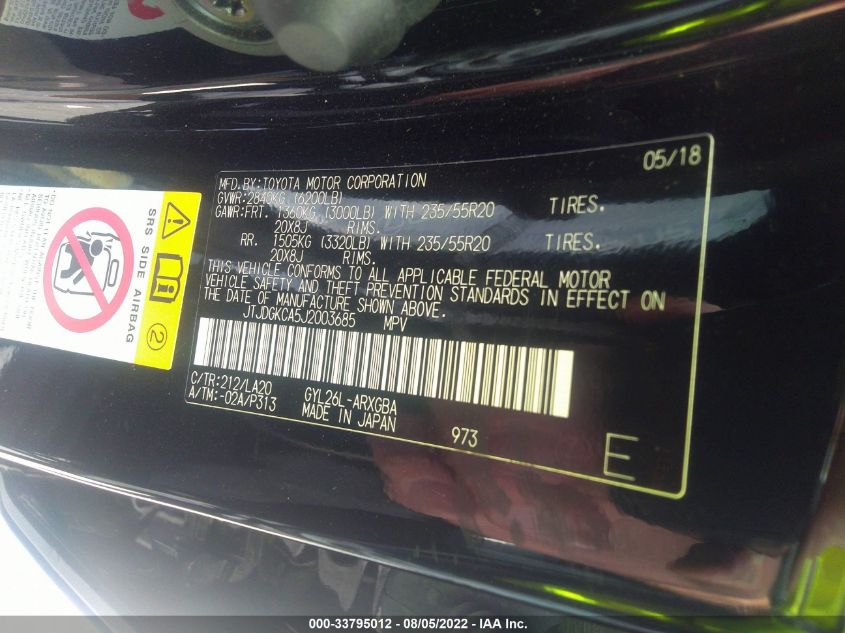 05/18
MFD.BY:TOYOTA MOTOR CORPORATION
GVWR:2840KG (6200LB)
GAWR:FRT. 1360KG (3000LB) WITH 235/55R20 TIRES.
20X8J RIMS.
RR. 1505KG (3320LB) WITH 235/55R20 TIRES.
20X8J RIMS.
THIS VEHICLE CONFORMS TO ALL APPLICABLE FEDERAL MOTOR
VEHICLE SAFETY AND THEFT PREVENTION STANDARDS IN EFFECT ON
THE DATE OF MANUFACTURE SHOWN ABOVE.
JTJDGKCA5J2003685 MPV
C/TR:212/LA20 GYL26L-ARXGBA
A/TM:-02A/P313 MADE IN JAPAN
973
E
SRS SIDE AIRBAG
2
000-33795012 - 08/05/2022 - IAA Inc.